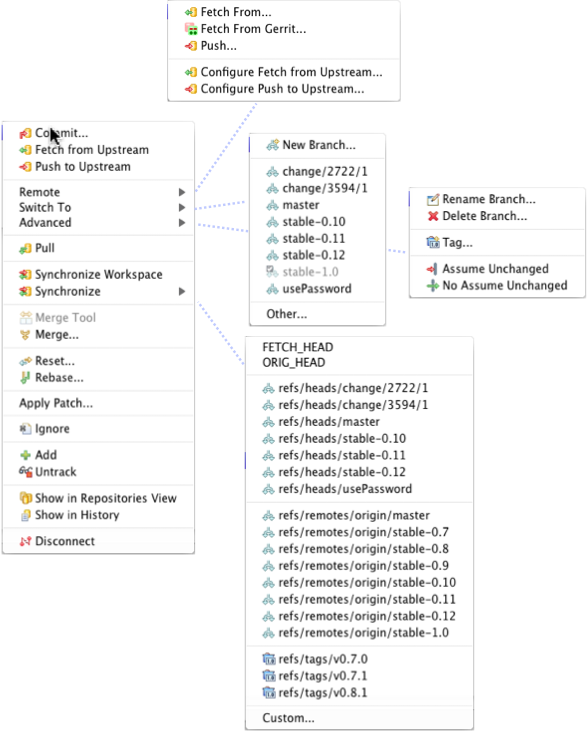 Fetch From...
Fetch From Gerrit...
Push...
Configure Fetch from Upstream...
Configure Push to Upstream...
Commit...
Fetch from Upstream
Push to Upstream
Remote
Switch To
Advanced
Pull
Synchronize Workspace
Synchronize
Merge Tool
Merge...
Reset...
Rebase...
Apply Patch...
Ignore
Add
Untrack
Show in Repositories View
Show in History
Disconnect
New Branch...
change/2722/1
change/3594/1
master
stable-0.10
stable-0.11
stable-0.12
stable-1.0
usePassword
Other...
Rename Branch...
Delete Branch...
Tag...
Assume Unchanged
No Assume Unchanged
FETCH_HEAD
ORIG_HEAD
refs/heads/change/2722/1
refs/heads/change/3594/1
refs/heads/master
refs/heads/stable-0.10
refs/heads/stable-0.11
refs/heads/stable-0.12
refs/heads/usePassword
refs/remotes/origin/master
refs/remotes/origin/stable-0.7
refs/remotes/origin/stable-0.8
refs/remotes/origin/stable-0.9
refs/remotes/origin/stable-0.10
refs/remotes/origin/stable-0.11
refs/remotes/origin/stable-0.12
refs/remotes/origin/stable-1.0
refs/tags/v0.7.0
refs/tags/v0.7.1
refs/tags/v0.8.1
Custom...